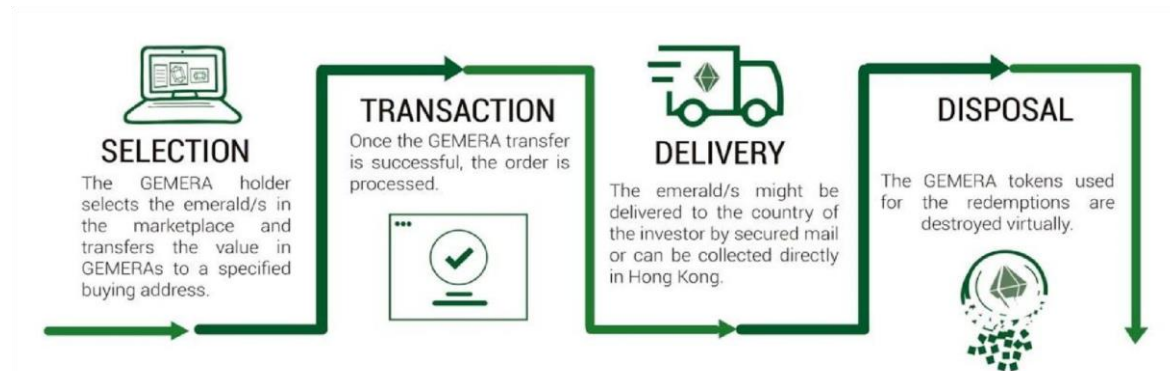 SELECTION
The GEMERA holder
selects the emerald/s in
the marketplace and
transfers the value in
GEMERAs to a specified
buying address.
TRANSACTION
Once the GEMERA transfer
is successful, the order is
processed.
DELIVERY
The emerald/s might be
delivered to the country of
the investor by secured mail
or can be collected directly
in Hong Kong.
DISPOSAL
The GEMERA tokens used
for the redemptions are
destroyed virtually.